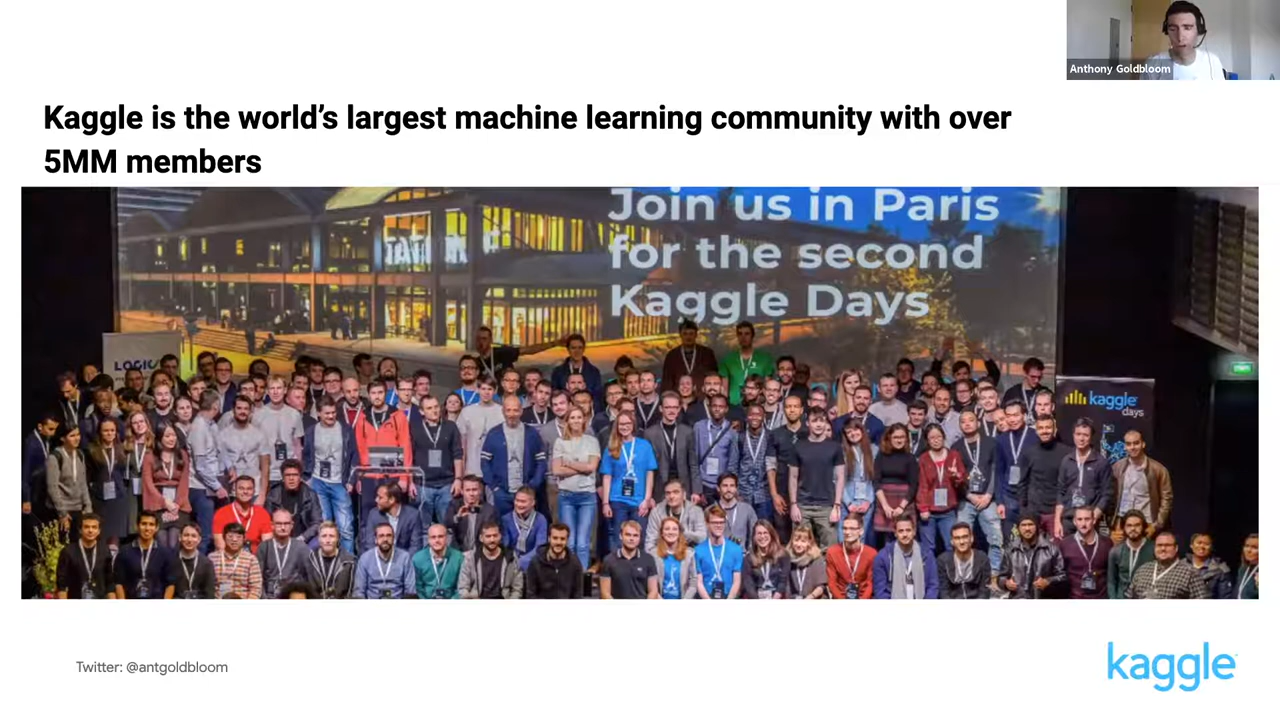 Anthony Goldbloom
Kaggle is the world's largest machine learning community with over
5MM members
Join us in Paris
for the second
Kaggle Days
kaggle
days
Twitter: @antgoldbloom
kaggle